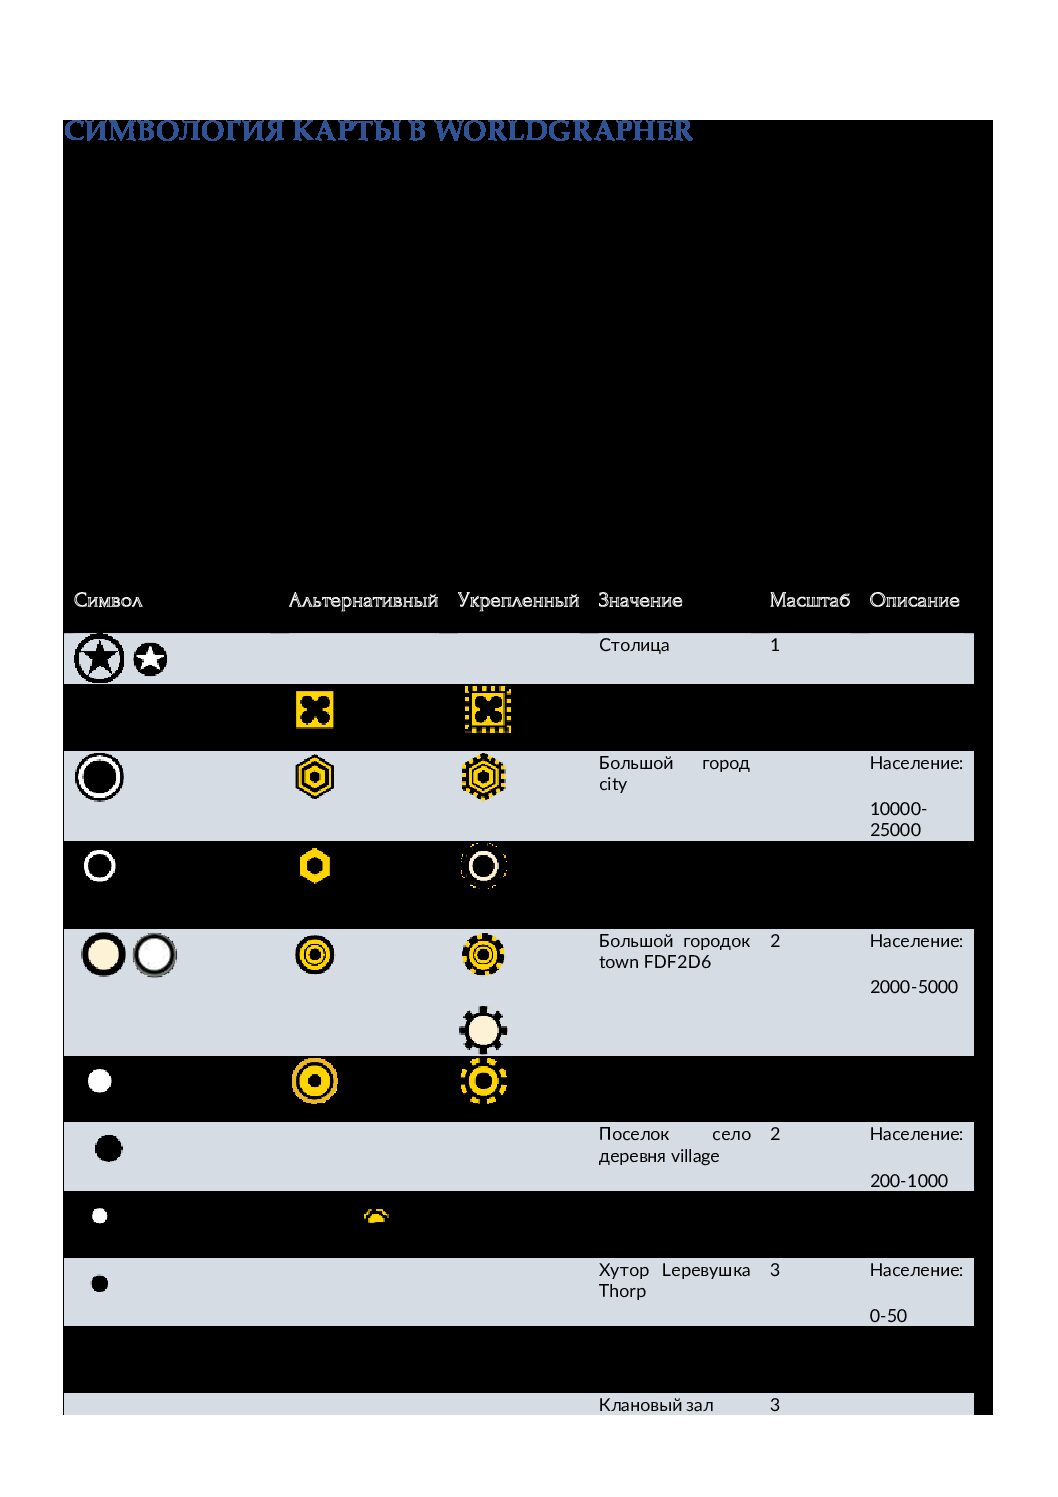 СИМВОЛОГИЯ КАРТЫ В WORLDGRAPHER
Символ Альтернативный Укрепленный Значение Масштаб Описание
Столица 1
Большой город Население:
city
10000-
25000
Большой городок 2 Население:
town FDF2D6
2000-5000
Поселок село 2 Население:
деревня village
200-1000
Хутор Lеревушка 3 Население:
Thorp
0-50
Клановый зал 3